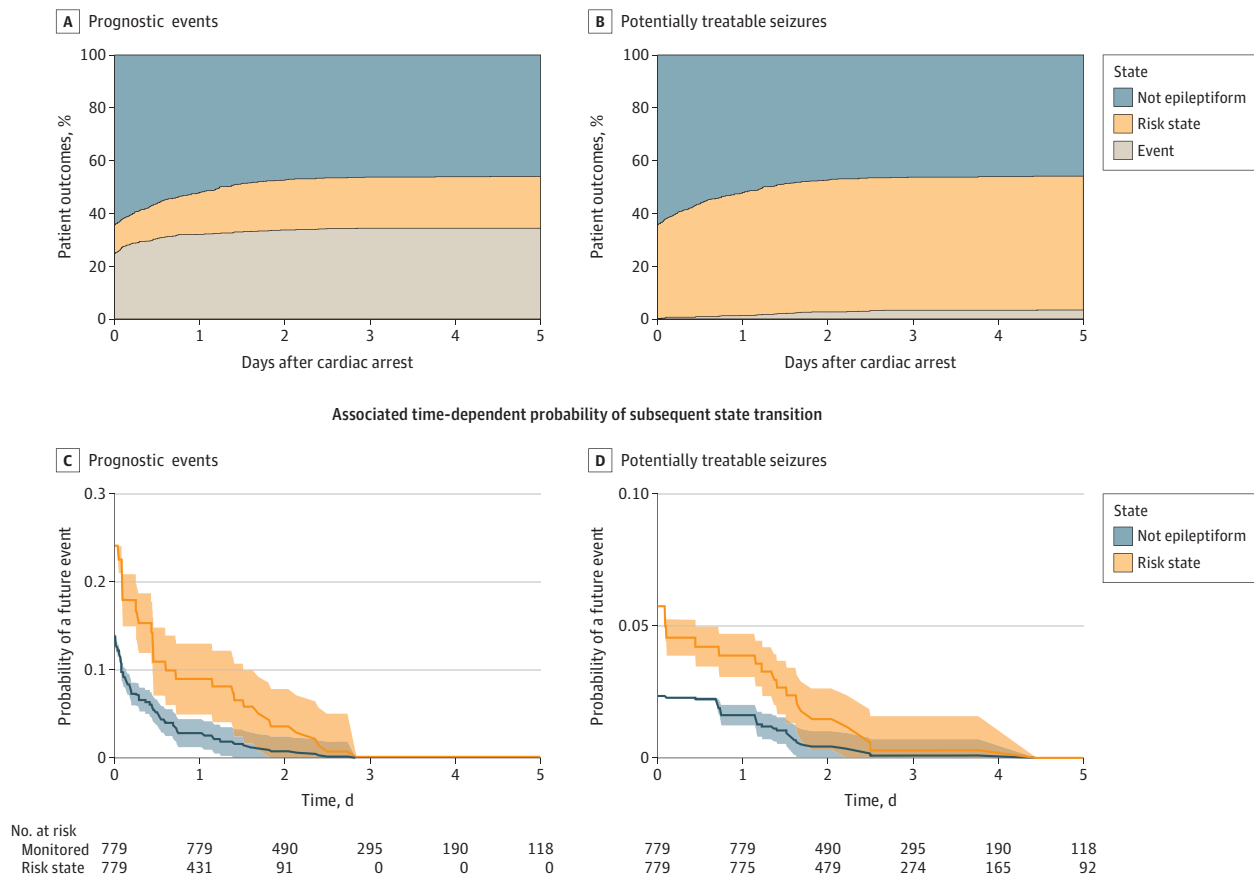 A Prognostic events
100
80
60
40
20
0
Patient outcomes, %
0 1 2 3 4 5
Days after cardiac arrest
B Potentially treatable seizures
100
80
60
40
20
0
Patient outcomes, %
0 1 2 3 4 5
Days after cardiac arrest
State
Not epileptiform
Risk state
Event
Associated time-dependent probability of subsequent state transition
C Prognostic events
0.3
0.2
0.1
0
Probability of a future event
0 1 2 3 4 5
Time, d
D Potentially treatable seizures
0.10
0.05
0
Probability of a future event
0 1 2 3 4 5
Time, d
State
Not epileptiform
Risk state
No. at risk
Monitored 779 779 490 295 190 118 779 779 490 295 190 118
Risk state 779 431 91 0 0 0 779 775 479 274 165 92